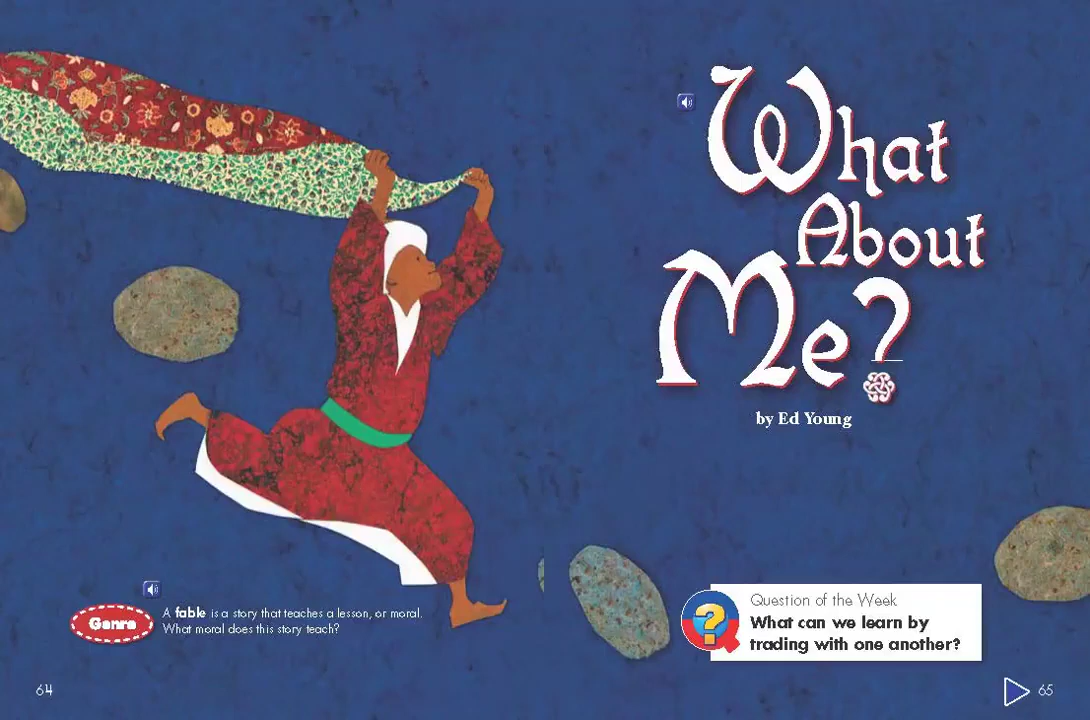 What
About
Me?
by Ed Young
Genre
A fable is a story that teaches a lesson, or moral.
What moral does this story teach?
Question of the Week
What can we learn by
trading with one another?
64
65